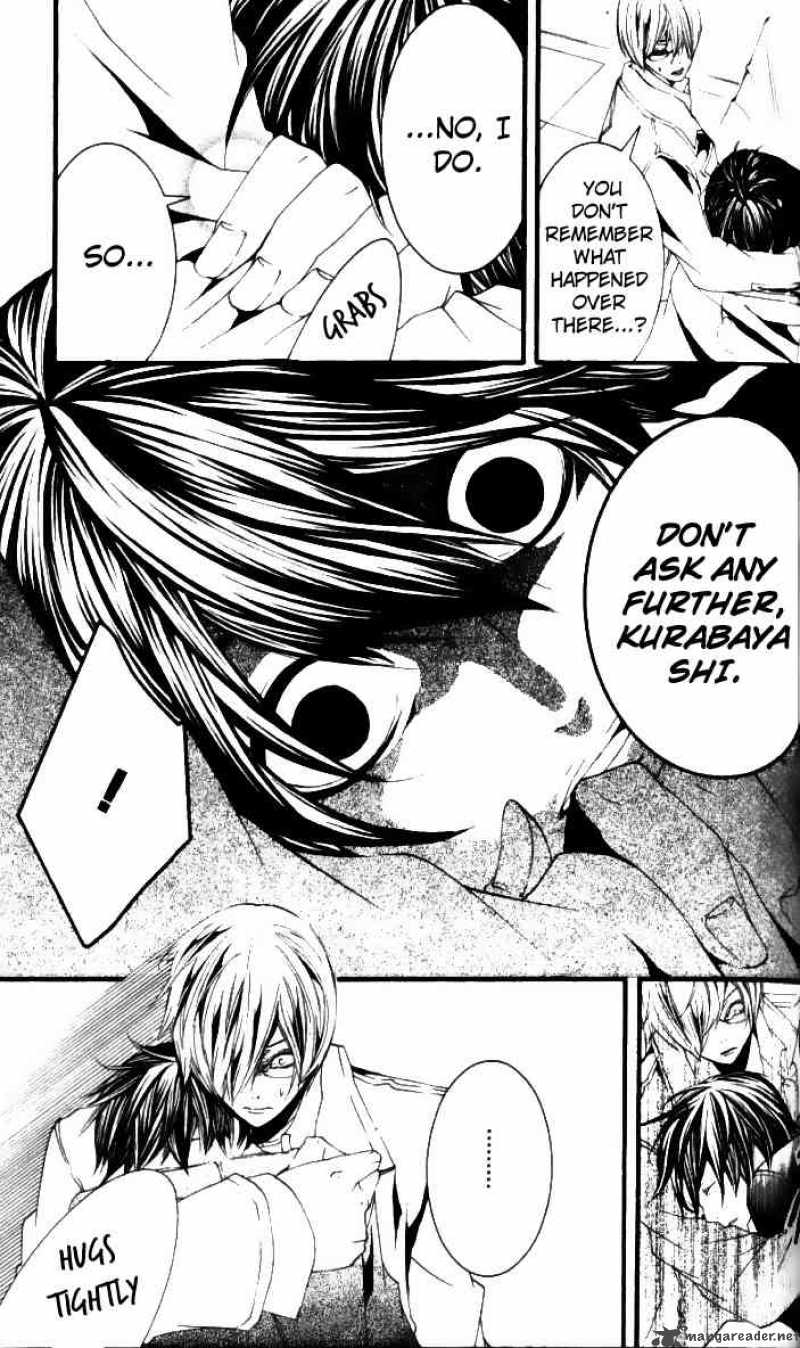 YOU
DON'T
REMEMBER
WHAT
HAPPENED
OVER
THERE...?
...NO, I
DO.
SO...
GRABS
DON'T
ASK ANY
FURTHER,
KURABAYA
SHI.
!
.........
HUGS
TIGHTLY
mangareader.net